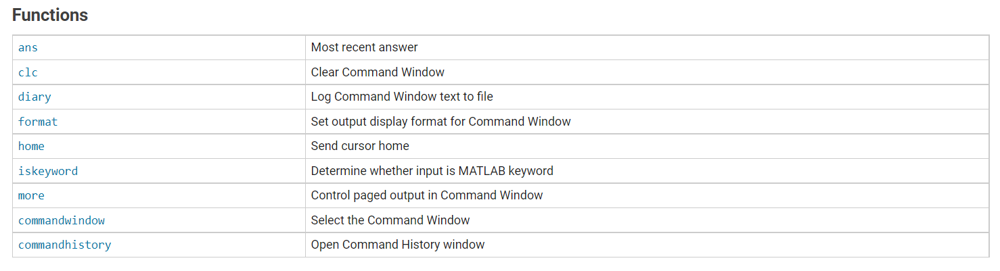 Functions
ans Most recent answer
clc Clear Command Window
diary Log Command Window text to file
format Set output display format for Command Window
home Send cursor home
iskeyword Determine whether input is MATLAB keyword
more Control paged output in Command Window
commandwindow Select the Command Window
commandhistory Open Command History window